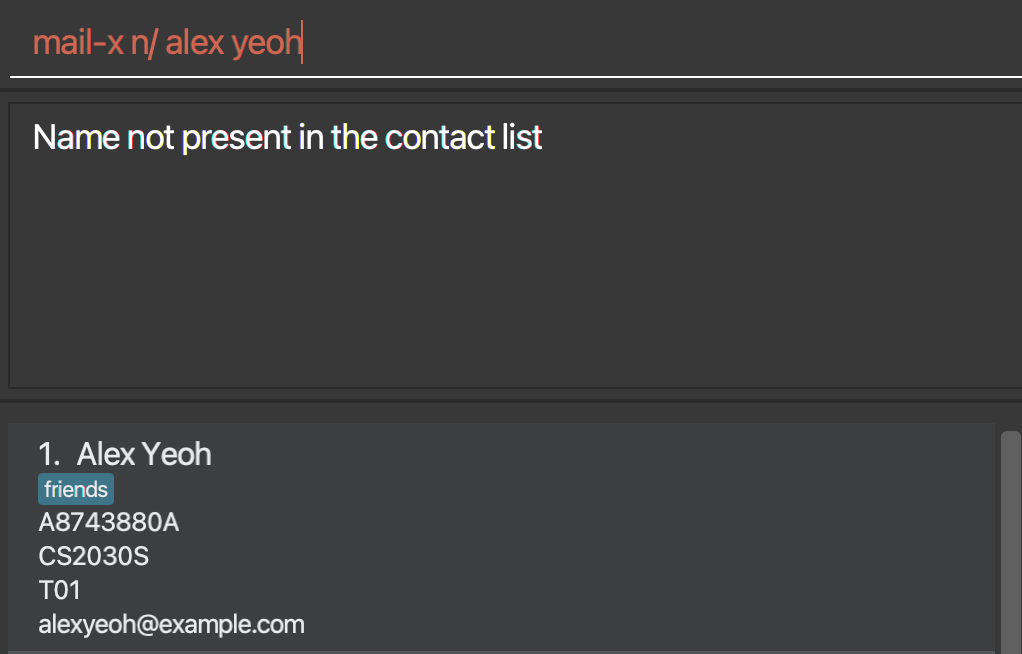 mail-x n/ alex yeoh
Name not present in the contact list
1. Alex Yeoh
friends
A8743880A
CS2030S
T01
alexyeoh@example.com